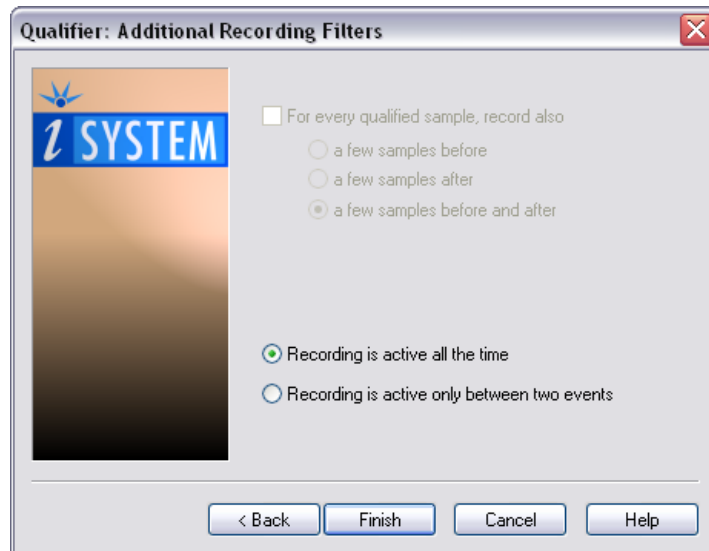 Qualifier: Additional Recording Filters
i SYSTEM
For every qualified sample, record also
a few samples before
a few samples after
a few samples before and after
Recording is active all the time
Recording is active only between two events
< Back
Finish
Cancel
Help